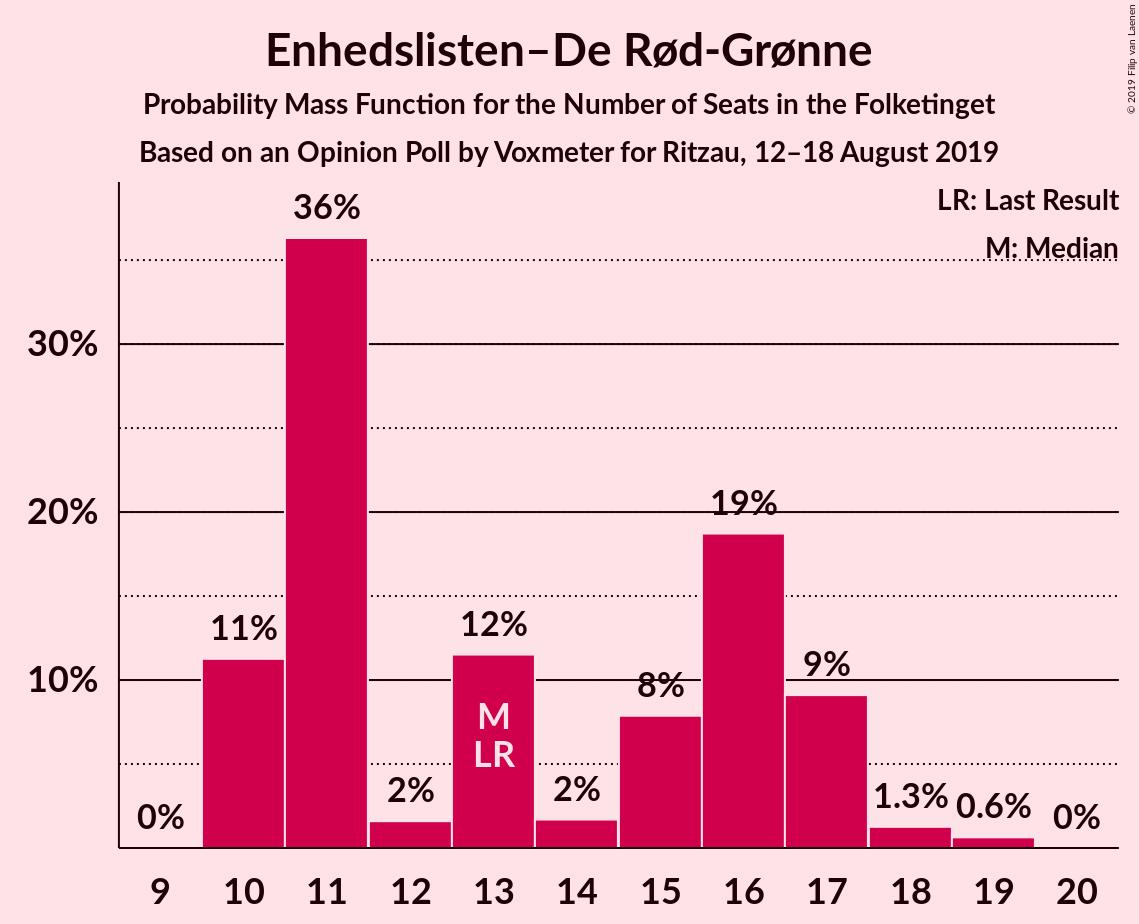 Enhedslisten–De Rød-Grønne
Probability Mass Function for the Number of Seats in the Folketinget
Based on an Opinion Poll by Voxmeter for Ritzau, 12–18 August 2019
© 2019 Filip van Laenen
LR: Last Result
M: Median
36%
30%
20%
19%
11%
12%
10%
8%
9%
M
LR
0%
2%
2%
1.3%
0.6%
0%
9 10 11 12 13 14 15 16 17 18 19 20